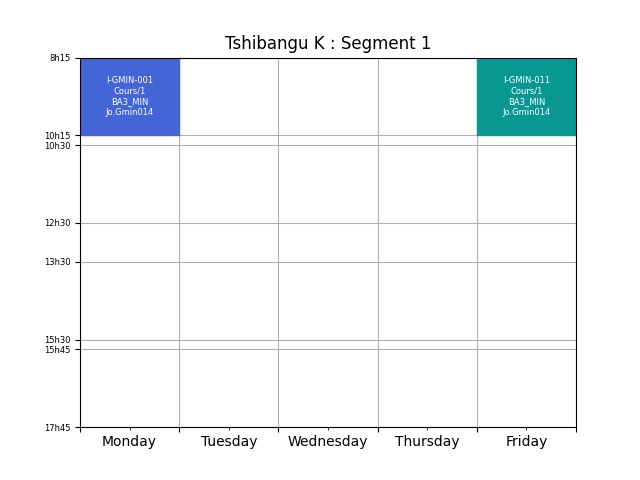 Tshibangu K : Segment 1
8h15
I-GMIN-001
Cours/1
BA3_MIN
Jo.Gmin014
I-GMIN-011
Cours/1
BA3_MIN
Jo.Gmin014
10h15
10h30
12h30
13h30
15h30
15h45
17h45
Monday
Tuesday
Wednesday
Thursday
Friday